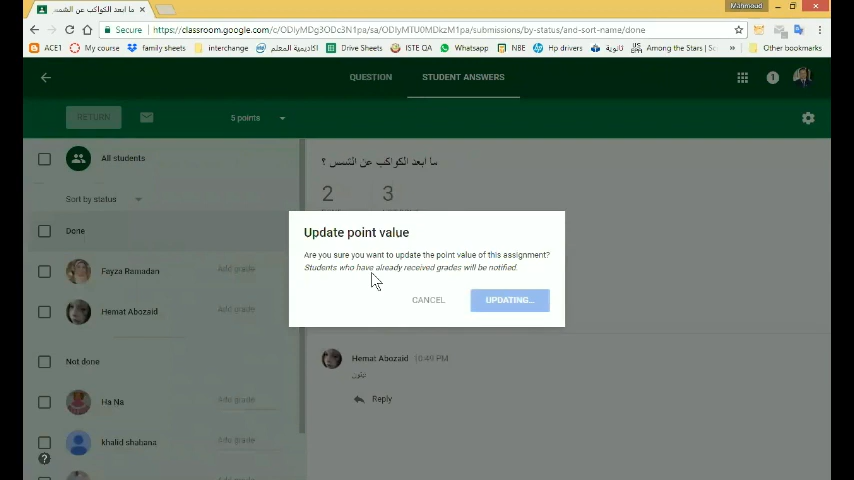 ما ابعد الكواكب عن الشمـ
Mahmoud
Secure
https://classroom.google.com/c/ODIyMDg3ODc3N1pa/sa/ODIyMTU0MDkzM1pa/submissions/by-status/and-sort-name/done
ACE1 My course family sheets interchange اكاديمية المعلم Drive Sheets ISTE QA Whatsapp NBE Hp drivers ثانوية Among the Stars | Sc » Other bookmarks
QUESTION STUDENT ANSWERS 1
RETURN 5 points
All students
ما ابعد الكواكب عن الشمس ؟
Sort by status
2 3
Done
Update point value
Are you sure you want to update the point value of this assignment?
Students who have already received grades will be notified.
CANCEL UPDATING...
Fayza Ramadan Add grade
Hemat Abozaid Add grade
Not done
Hemat Abozaid 10:49 PM
نبتون
Reply
Ha Na Add grade
khalid shabana Add grade
?